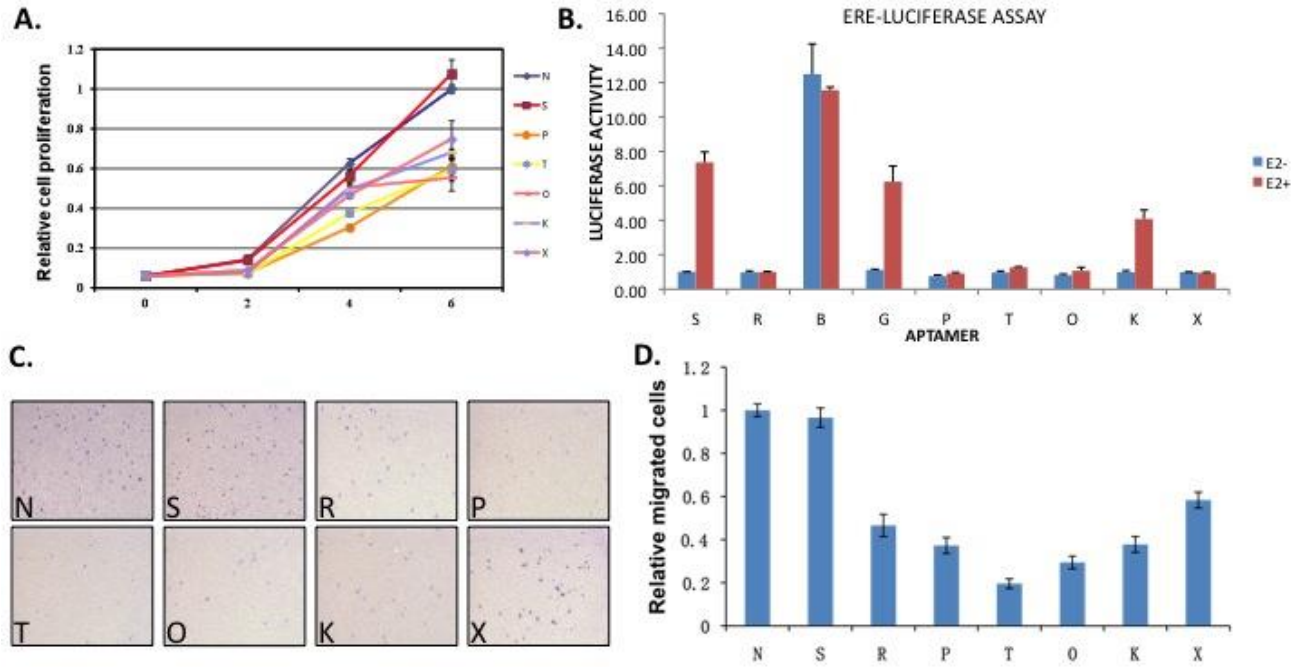 A.
Relative cell proliferation
1.2
1
0.8
0.6
0.4
0.2
0
0 2 4 6
N
S
P
T
O
K
X
B.
ERE-LUCIFERASE ASSAY
LUCIFERASE ACTIVITY
16.00
14.00
12.00
10.00
8.00
6.00
4.00
2.00
0.00
S R B G P T O K X
APTAMER
E2-
E2+
C.
N S R P
T O K X
D.
Relative migrated cells
1.2
1
0.8
0.6
0.4
0.2
0
N S R P T O K X